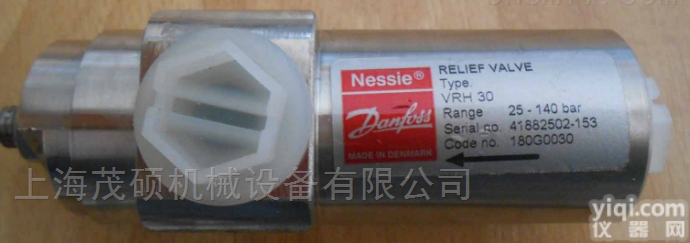 Nessie®
Danfoss
MADE IN DENMARK
RELIEF VALVE
Type.
VRH 30
Range 25 - 140 bar
Serial no. 41882502-153
Code no. 180G0030
上海茂硕机械设备有限公司
yiqi.com
仪器网